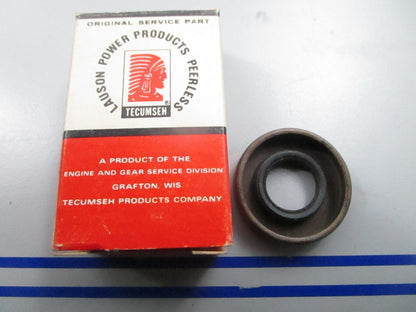 ORIGINAL SERVICE PART
LAUSON POWER PRODUCTS PEERLESS
TECUMSEH
®
A PRODUCT OF THE
ENGINE AND GEAR SERVICE DIVISION
GRAFTON, WIS.
TECUMSEH PRODUCTS COMPANY